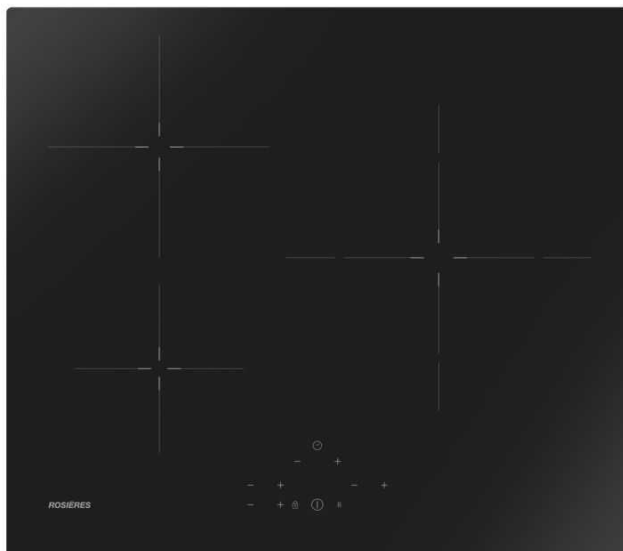 ROSIÈRES
− +
− + − +
− + B